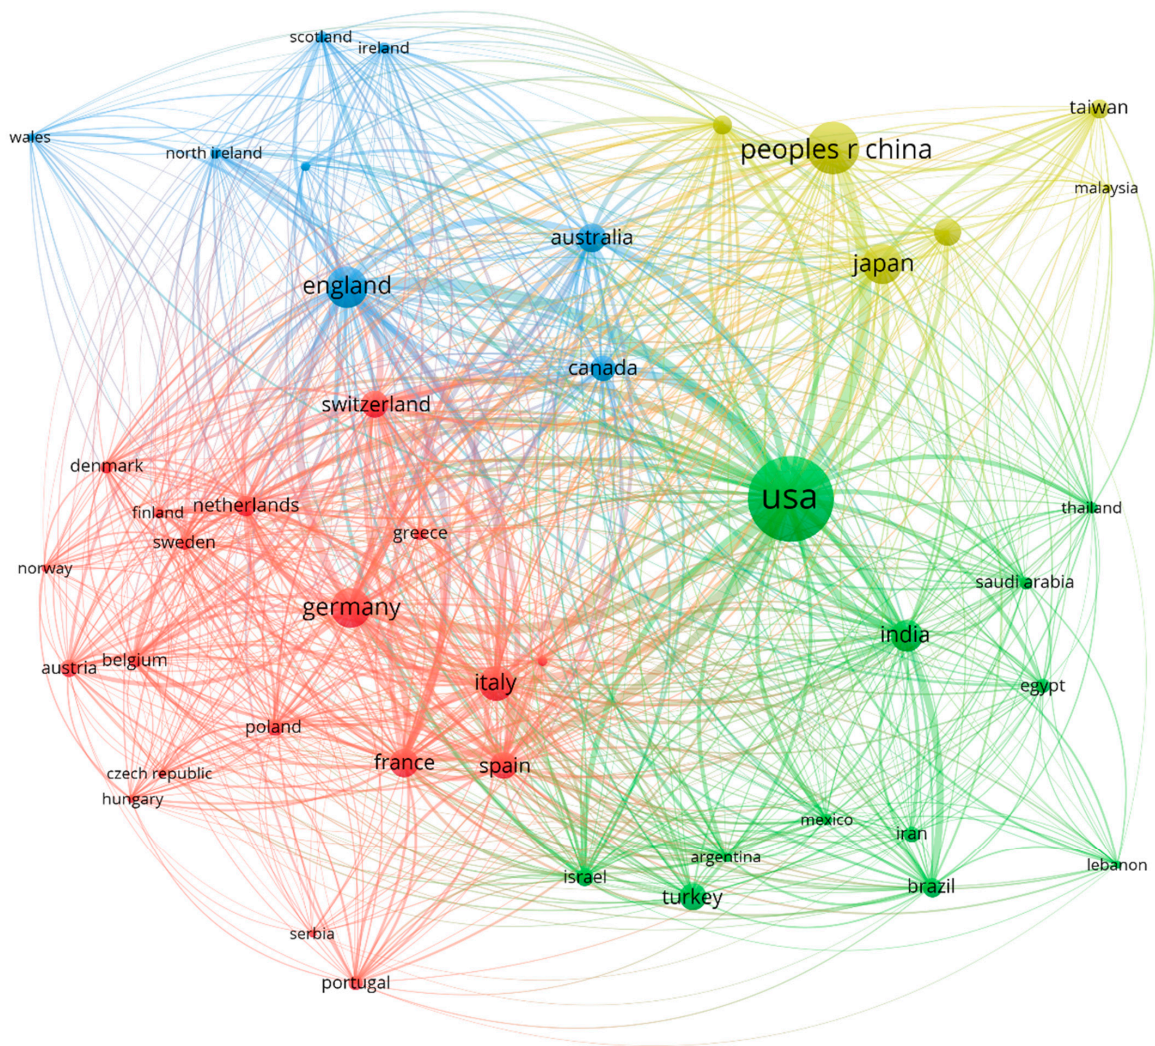 scotland
ireland
taiwan
wales
peoples r china
north ireland
malaysia
australia
japan
england
canada
switzerland
denmark
usa
netherlands
thailand
finland
greece
sweden
norway
saudi arabia
germany
india
belgium
austria
italy
egypt
poland
france
spain
czech republic
hungary
mexico
iran
argentina
lebanon
israel
brazil
turkey
serbia
portugal